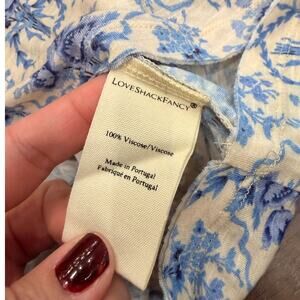 LOVESHACKFANCY®
100% Viscose/Viscose
Made in Portugal
Fabriqué en Portugal